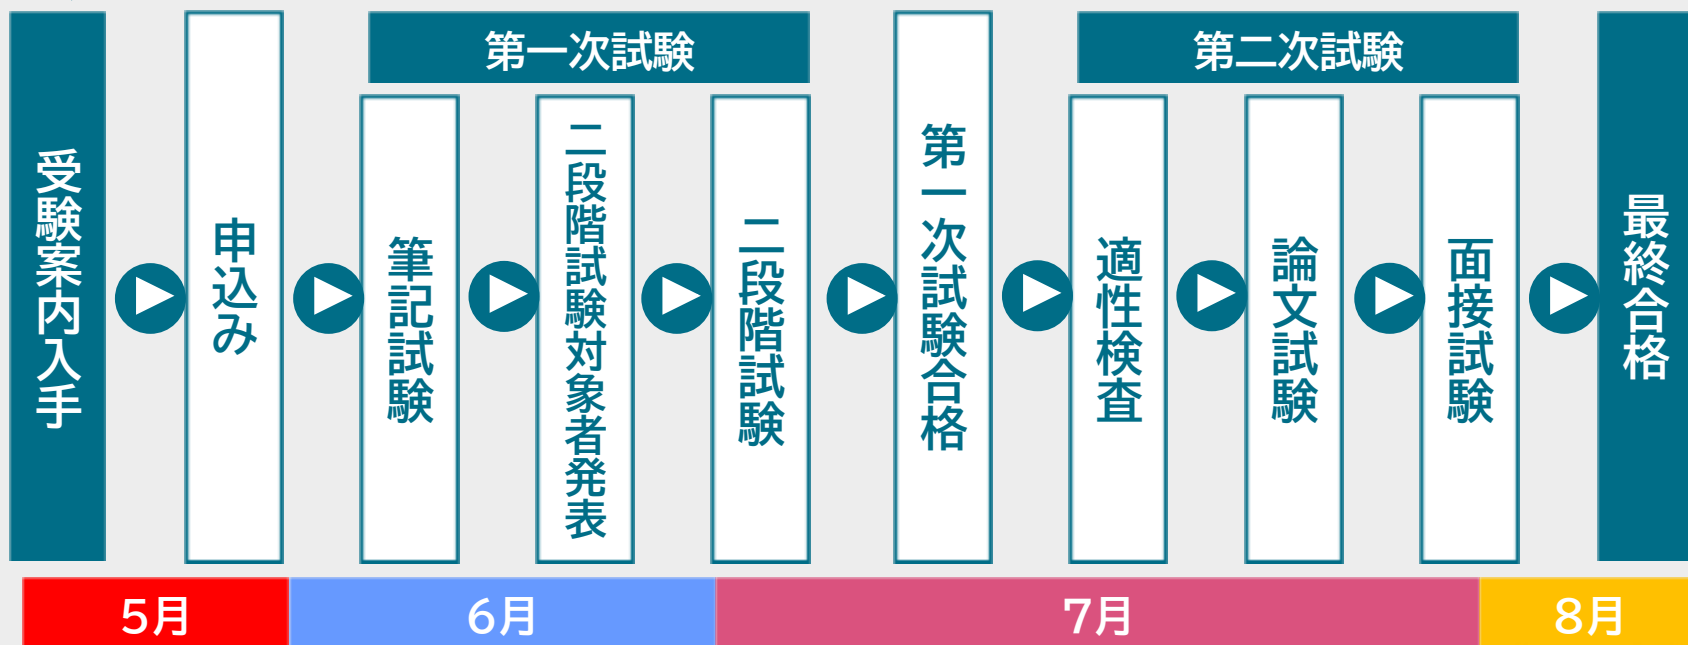 受験案内入手
申込み
第一次試験
筆記試験
二段階試験対象者発表
二段階試験
第一次試験合格
第二次試験
適性検査
論文試験
面接試験
最終合格
5月
6月
7月
8月